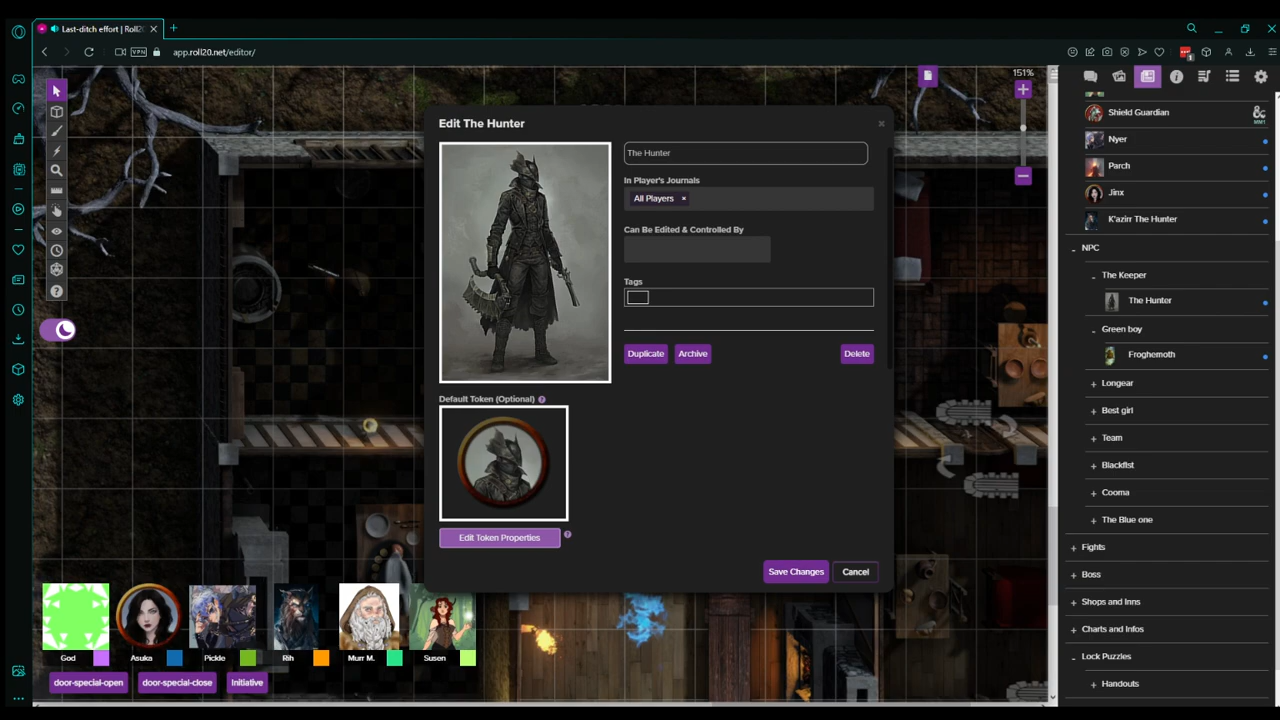 Last-ditch effort | Roll20
VPN
app.roll20.net/editor/
1
151%
Edit The Hunter
The Hunter
In Player's Journals
All Players ×
Can Be Edited & Controlled By
Tags
Duplicate
Archive
Delete
Default Token (Optional) ?
Edit Token Properties ?
Save Changes
Cancel
Shield Guardian
MM1
Nyer
Parch
Jinx
K'azirr The Hunter
- NPC
- The Keeper
The Hunter
- Green boy
Froghemoth
+ Longear
+ Best girl
+ Team
+ Blackfist
+ Cooma
+ The Blue one
+ Fights
+ Boss
+ Shops and Inns
+ Charts and Infos
- Lock Puzzles
+ Handouts
God
Asuka
Pickle
Rih
Murr M.
Susen
door-special-open
door-special-close
Initiative